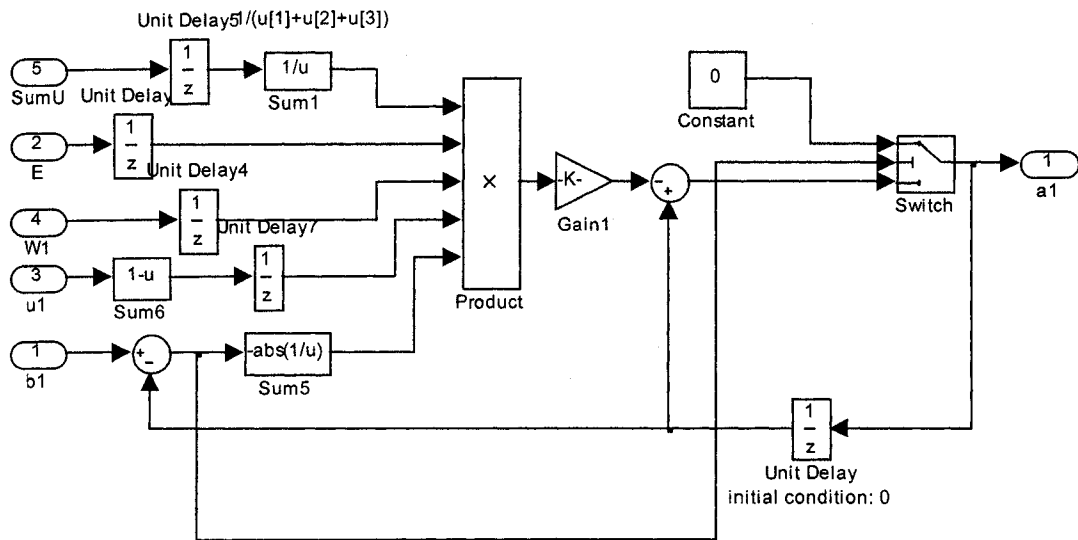 Unit Delay5 1/(u[1]+u[2]+u[3])
5
SumU
1
z
1/u
Sum1
Unit Delay
2
E
1
z
Unit Delay4
4
W1
1
z
Unit Delay7
3
u1
1-u
Sum6
1
z
1
b1
+
-
-abs(1/u)
Sum5
×
Product
-K-
Gain1
-
+
0
Constant
Switch
1
a1
1
z
Unit Delay
initial condition: 0